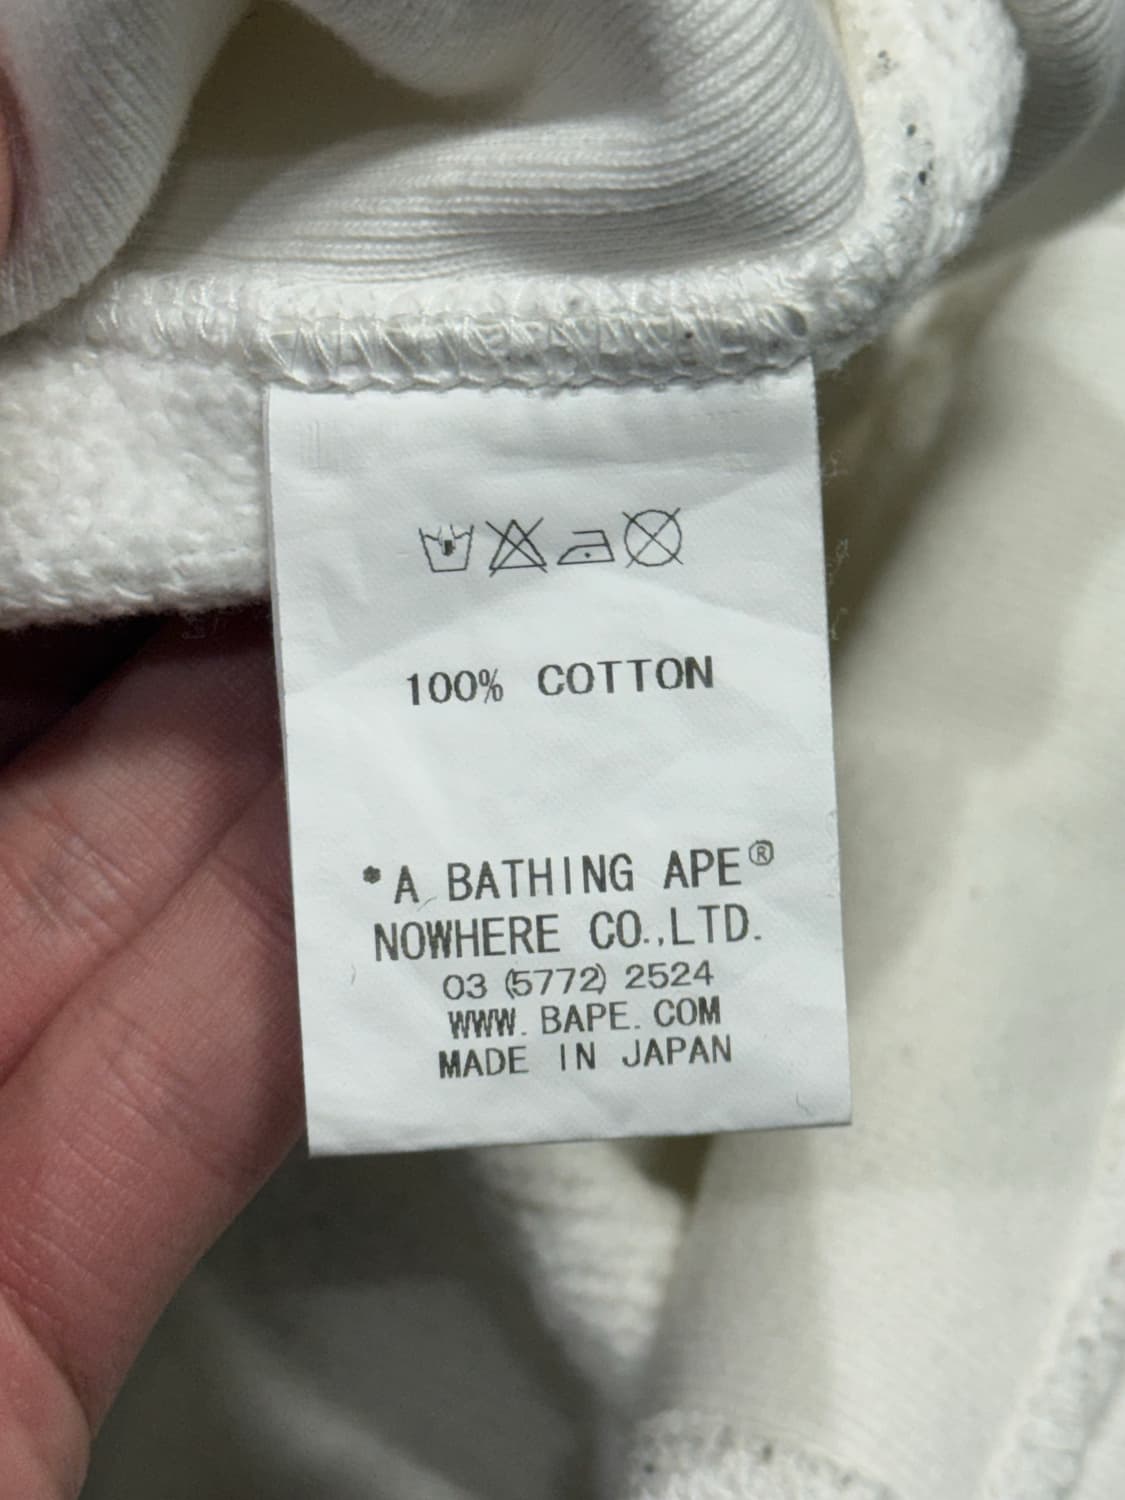 100% COTTON
*A BATHING APE®
NOWHERE CO.,LTD.
03 (5772) 2524
WWW. BAPE. COM
MADE IN JAPAN